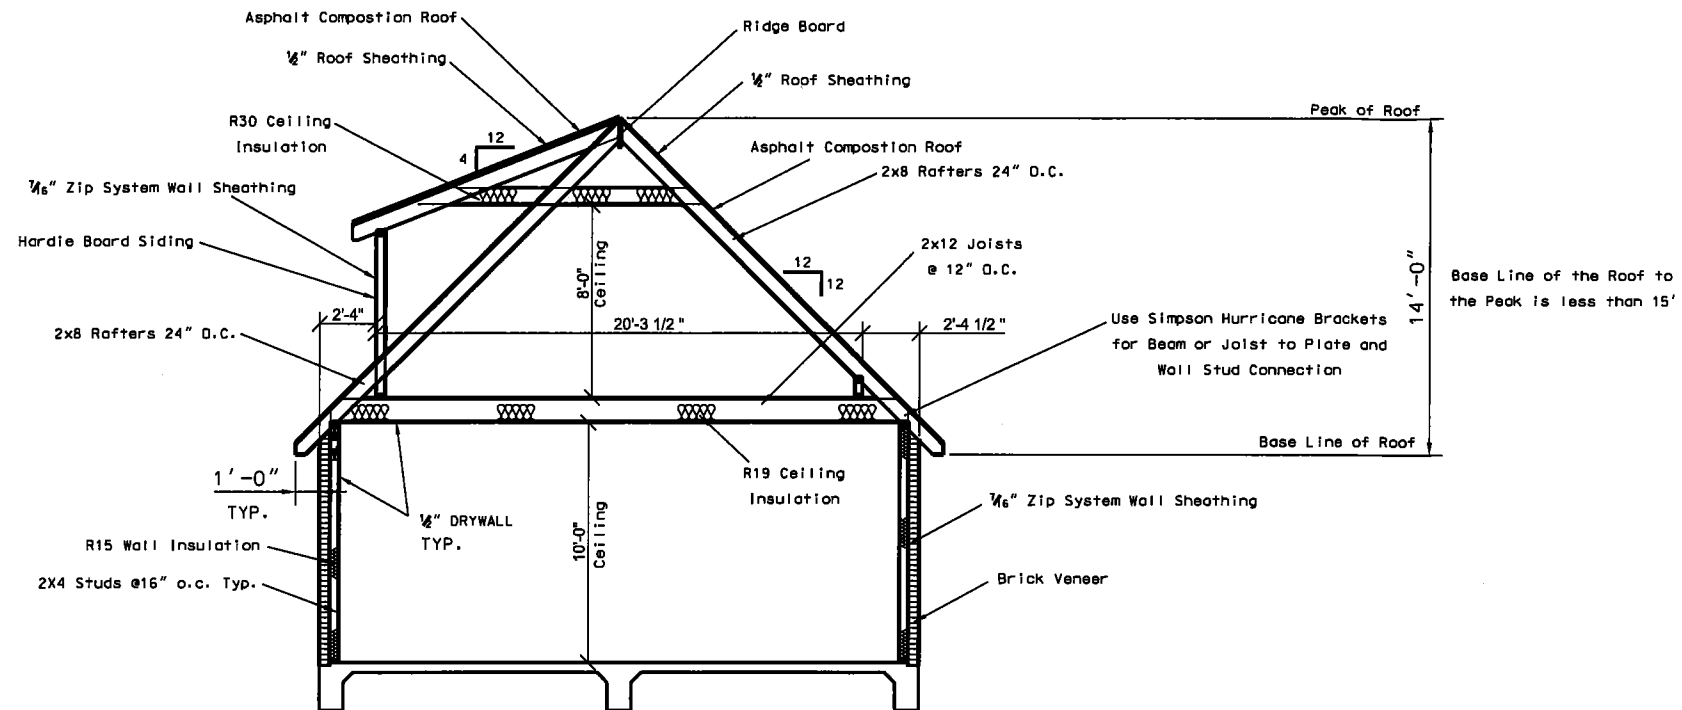 Asphalt Compostion Roof
½" Roof Sheathing
R30 Ceiling
Insulation
7/16" Zip System Wall Sheathing
Hardie Board Siding
2x8 Rafters 24" O.C.
12
4
Ridge Board
½" Roof Sheathing
Asphalt Compostion Roof
2x8 Rafters 24" O.C.
2x12 Joists
@ 12" O.C.
12
12
Peak of Roof
14'-0"
Base Line of the Roof to
the Peak is less than 15'
Use Simpson Hurricane Brackets
for Beam or Joist to Plate and
Wall Stud Connection
Base Line of Roof
8'-0"
Ceiling
2'-4"
20'-3 1/2"
2'-4 1/2"
1'-0"
TYP.
½" DRYWALL
TYP.
R19 Ceiling
Insulation
10'-0"
Ceiling
7/16" Zip System Wall Sheathing
R15 Wall Insulation
2X4 Studs @16" o.c. Typ.
Brick Veneer